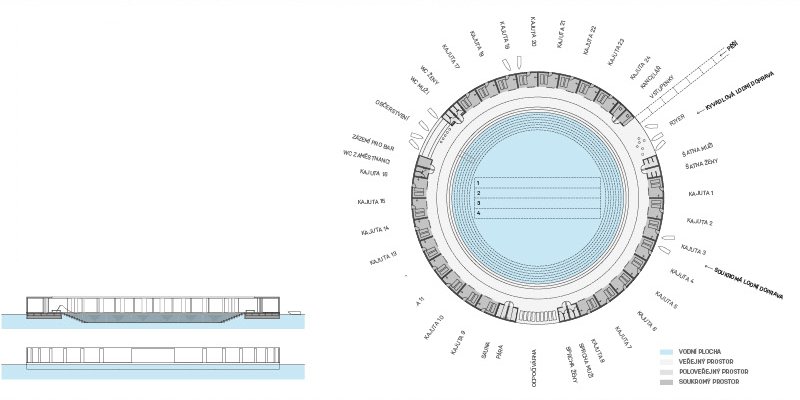 KAJUTA 17
KAJUTA 18
KAJUTA 19
KAJUTA 20
KAJUTA 21
KAJUTA 22
KAJUTA 23
KAJUTA 24
KANCELÁŘ
VSTUPENKY
PĚŠÍ
KYVADLOVÁ LODNÍ DOPRAVA
FOYER
ŠATNA MUŽI
ŠATNA ŽENY
KAJUTA 1
KAJUTA 2
KAJUTA 3
KAJUTA 4
SOUKROMÁ LODNÍ DOPRAVA
KAJUTA 5
KAJUTA 6
KAJUTA 7
KAJUTA 8
SPRCHA MUŽI
SPRCHA ŽENY
ODPOČÍVÁRNA
PÁRA
SAUNA
KAJUTA 9
KAJUTA 10
A 11
KAJUTA 13
KAJUTA 14
KAJUTA 15
KAJUTA 16
WC ZAMĚSTNANCI
ZÁZENÍ PRO BAR
OBČERSTVENÍ
WC MUŽI
WC ŽENY
1
2
3
4
VODNÍ PLOCHA
VEŘEJNÝ PROSTOR
POLOVEŘEJNÝ PROSTOR
SOUKROMÝ PROSTOR